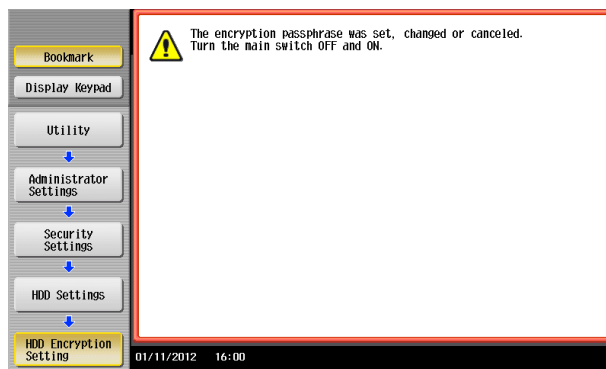 The encryption passphrase was set, changed or canceled.
Turn the main switch OFF and ON.
Bookmark
Display Keypad
Utility
Administrator
Settings
Security
Settings
HDD Settings
HDD Encryption
Setting
01/11/2012 16:00